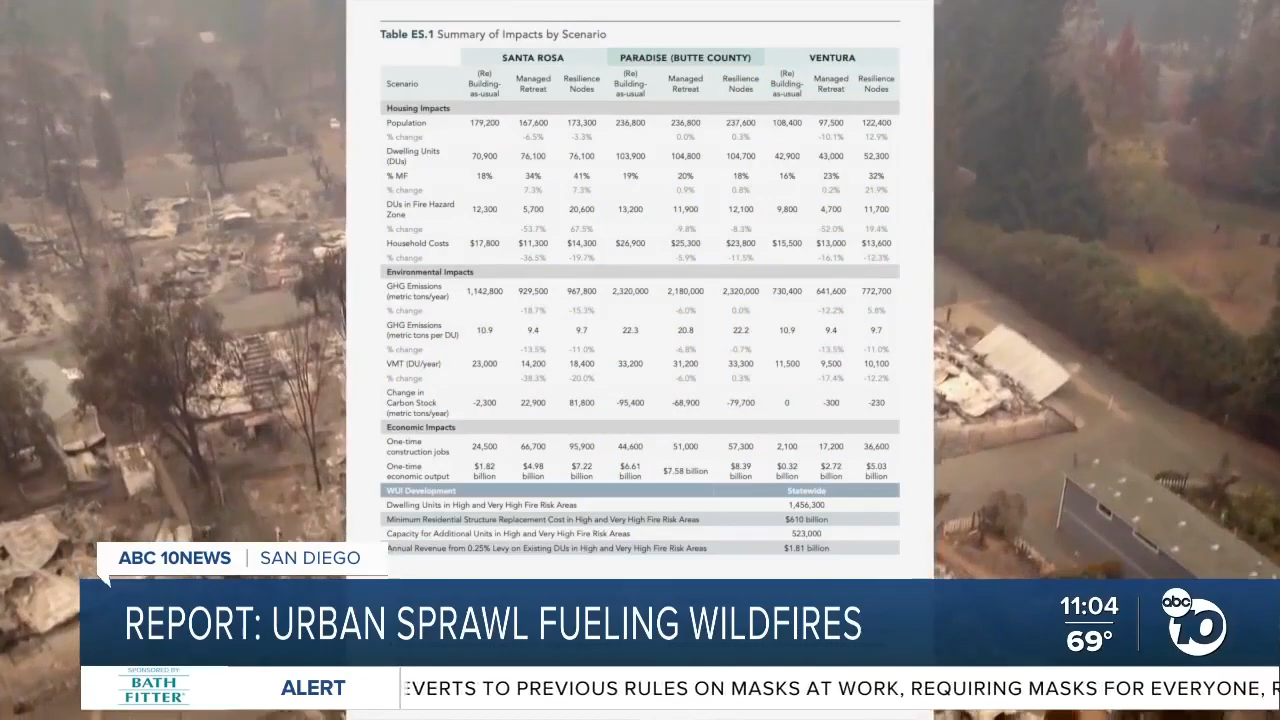 Table ES.1 Summary of Impacts by Scenario
SANTA ROSA PARADISE (BUTTE COUNTY) VENTURA
Scenario (Re) Building-as-usual Managed Retreat Resilience Nodes (Re) Building-as-usual Managed Retreat Resilience Nodes (Re) Building-as-usual Managed Retreat Resilience Nodes
Housing Impacts
Population 179,200 167,600 173,300 236,800 236,800 237,600 108,400 97,500 122,400
% change -6.5% -3.3% 0.0% 0.3% -10.1% 12.9%
Dwelling Units (DUs) 70,900 76,100 76,100 103,900 104,800 104,700 42,900 43,000 52,300
% MF 18% 34% 41% 19% 20% 18% 16% 23% 32%
% change 7.3% 7.3% 0.9% 0.8% 0.2% 21.9%
DUs in Fire Hazard Zone 12,300 5,700 20,600 13,200 11,900 12,100 9,800 4,700 11,700
% change -53.7% 67.5% -9.8% -8.3% -52.0% 19.4%
Household Costs $17,800 $11,300 $14,300 $26,900 $25,300 $23,800 $15,500 $13,000 $13,600
% change -36.5% -19.7% -5.9% -11.5% -16.1% -12.3%
Environmental Impacts
GHG Emissions (metric tons/year) 1,142,800 929,500 967,800 2,320,000 2,180,000 2,320,000 730,400 641,600 772,700
% change -18.7% -15.3% -6.0% 0.0% -12.2% 5.8%
GHG Emissions (metric tons per DU) 10.9 9.4 9.7 22.3 20.8 22.2 10.9 9.4 9.7
% change -13.5% -11.0% -6.8% -0.7% -13.5% -11.0%
VMT (DU/year) 23,000 14,200 18,400 33,200 31,200 33,300 11,500 9,500 10,100
% change -38.3% -20.0% -6.0% 0.3% -17.4% -12.2%
Change in Carbon Stock (metric tons/year) -2,300 22,900 81,800 -95,400 -68,900 -79,700 0 -300 -230
Economic Impacts
One-time construction jobs 24,500 66,700 95,900 44,600 51,000 57,300 2,100 17,200 36,600
One-time economic output $1.82 billion $4.98 billion $7.22 billion $6.61 billion $7.58 billion $8.39 billion $0.32 billion $2.72 billion $5.03 billion
WUI Development Statewide
Dwelling Units in High and Very High Fire Risk Areas 1,456,300
Minimum Residential Structure Replacement Cost in High and Very High Fire Risk Areas $610 billion
Capacity for Additional Units in High and Very High Fire Risk Areas 523,000
Annual Revenue from 0.25% Levy on Existing DUs in High and Very High Fire Risk Areas $1.81 billion
ABC 10NEWS | SAN DIEGO
REPORT: URBAN SPRAWL FUELING WILDFIRES
11:04
69°
abc 10
SPONSORED BY:
BATH
FITTER®
ALERT
EVERTS TO PREVIOUS RULES ON MASKS AT WORK, REQUIRING MASKS FOR EVERYONE, R